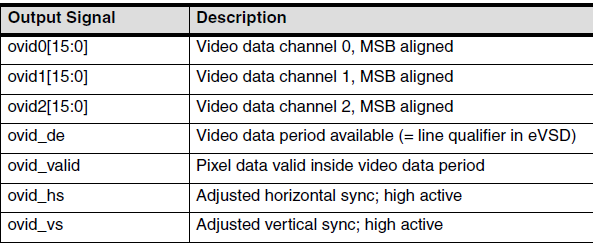 Output Signal Description
ovid0[15:0] Video data channel 0, MSB aligned
ovid1[15:0] Video data channel 1, MSB aligned
ovid2[15:0] Video data channel 2, MSB aligned
ovid_de Video data period available (= line qualifier in eVSD)
ovid_valid Pixel data valid inside video data period
ovid_hs Adjusted horizontal sync; high active
ovid_vs Adjusted vertical sync; high active